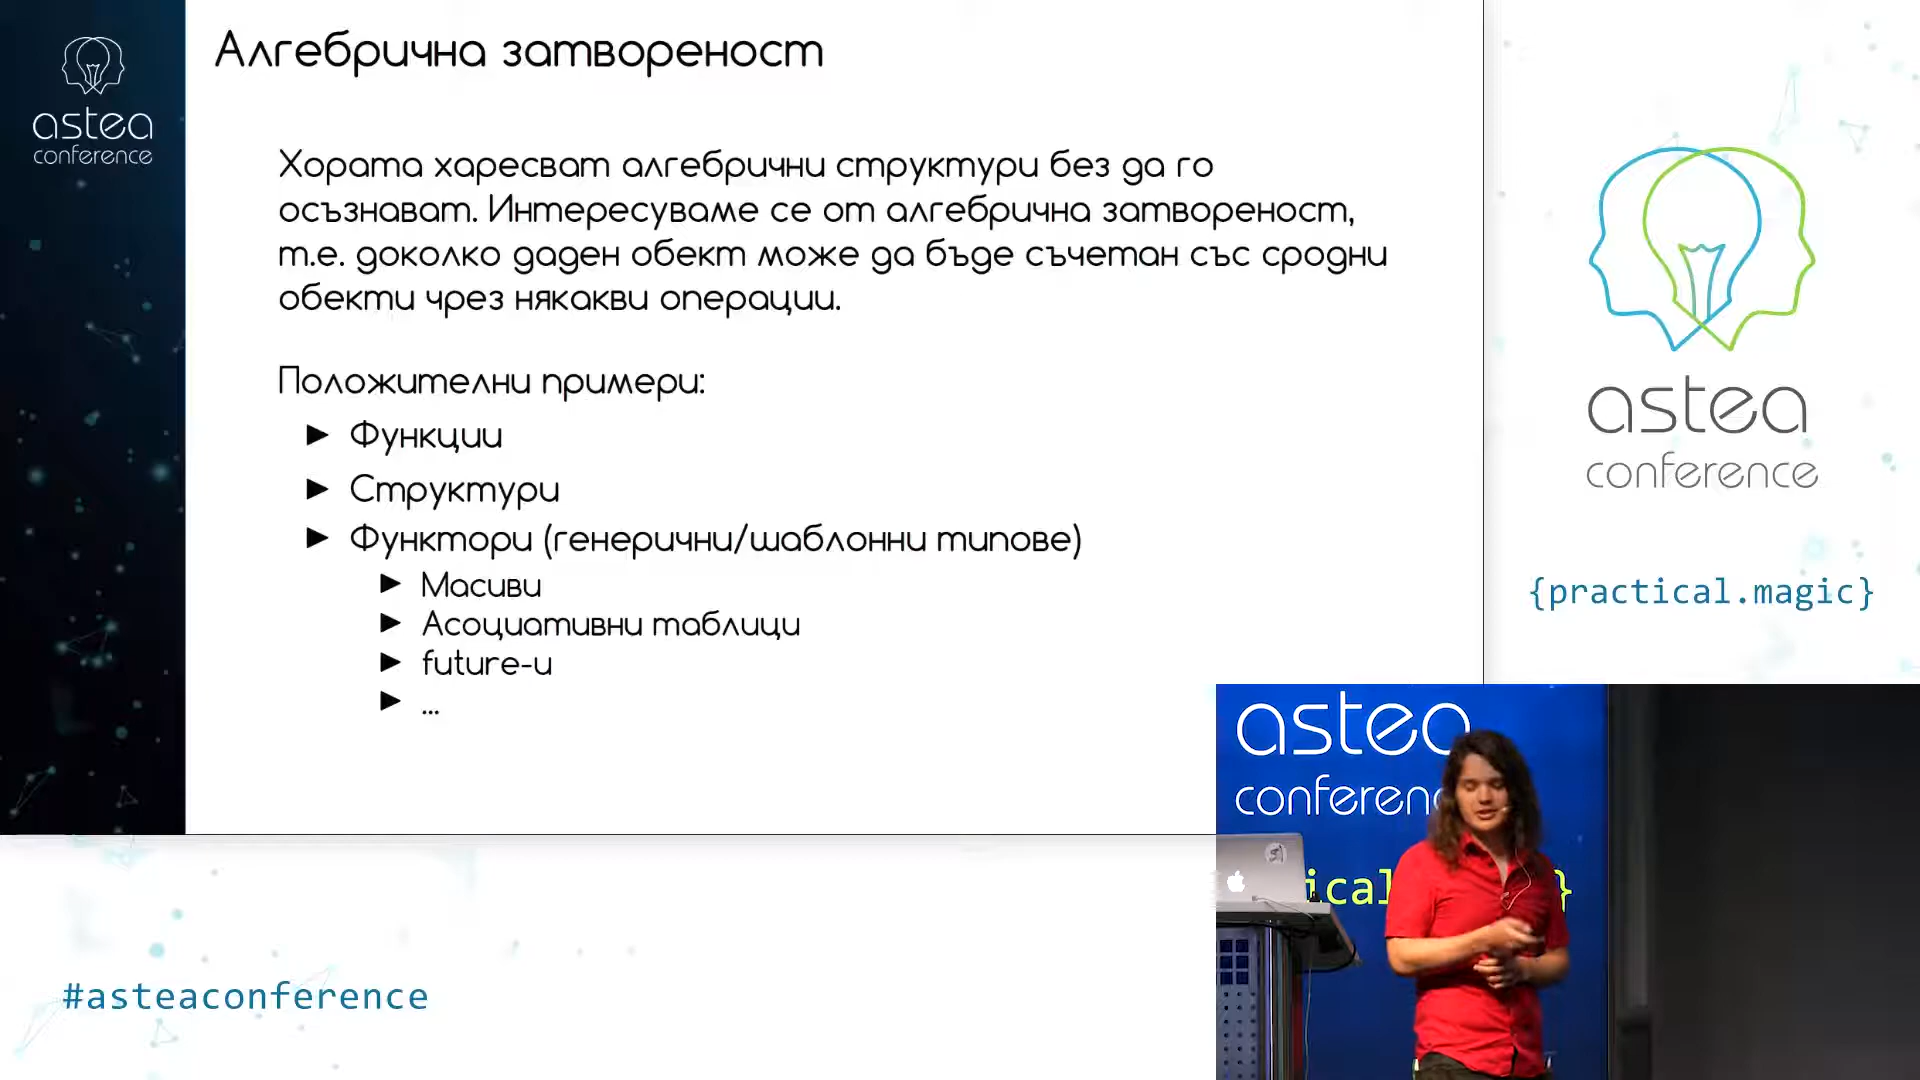 astea
conference
Алгебрична затвореност
Хората харесват алгебрични структури без да го
осъзнават. Интересуваме се от алгебрична затвореност,
т.е. доколко даден обект може да бъде съчетан със сродни
обекти чрез някакви операции.
Положителни примери:
► Функции
► Структури
► Функтори (генерични/шаблонни типове)
► Масиви
► Асоциативни таблици
► future-и
► ...
astea
conference
{practical.magic}
astea
conferenc
ical
}
#asteaconference